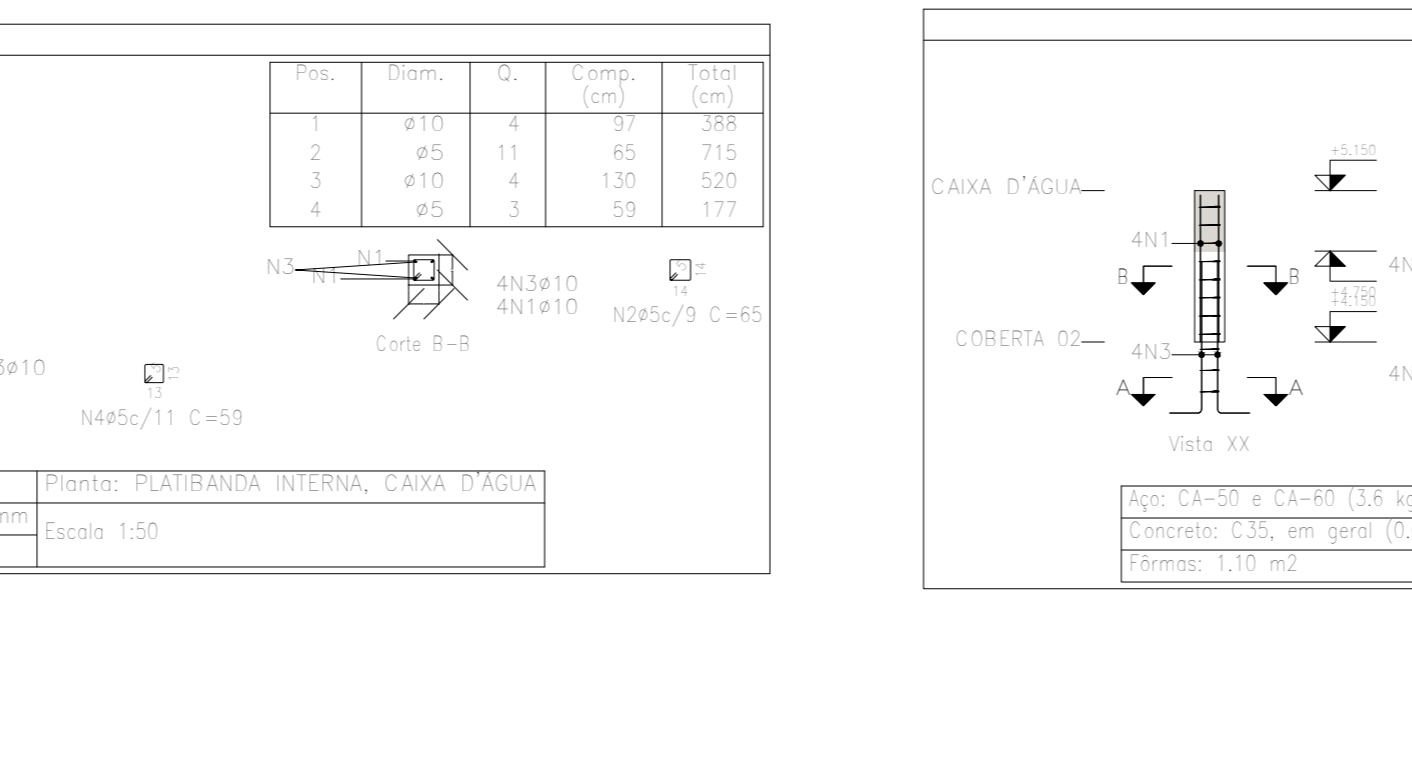 Pos. Diam. Q. Comp. (cm) Total (cm)
1 ø10 4 97 388
2 ø5 11 65 715
3 ø10 4 130 520
4 ø5 3 59 177
N3
N1
N1
4N3ø10
4N1ø10
5
14
14
N2ø5c/9 C=65
Corte B-B
3ø10
5
13
13
N4ø5c/11 C=59
Planta: PLATIBANDA INTERNA, CAIXA D'ÁGUA
mm
Escala 1:50
+5.150
CAIXA D'ÁGUA
4N1
4N
B
B
+4.750
+4.150
COBERTA 02
4N3
4N
A
A
Vista XX
Aço: CA-50 e CA-60 (3.6 kg
Concreto: C35, em geral (0.
Fôrmas: 1.10 m2